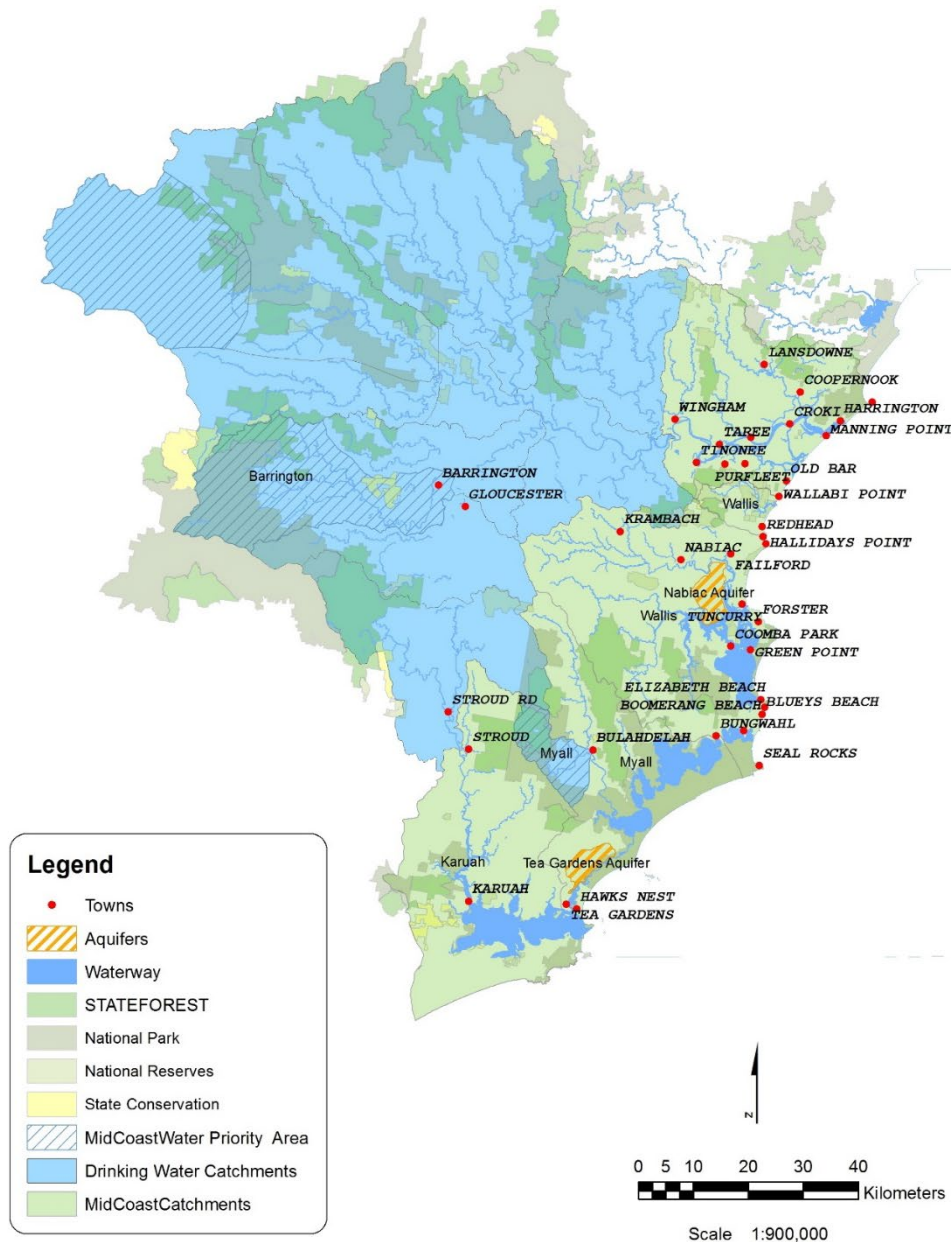 LANSDOWNE
COOPERNOOK
WINGHAM
CROKI
HARRINGTON
TAREE
MANNING POINT
TINONEE
PURFLEET
OLD BAR
Barrington
BARRINGTON
WALLABI POINT
GLOUCESTER
Wallis
KRAMBACH
REDHEAD
HALLIDAYS POINT
NABIAC
FAILFORD
Nabiac Aquifer
FORSTER
Wallis
TUNCURRY
COOMBA PARK
GREEN POINT
ELIZABETH BEACH
BLUEYS BEACH
BOOMERANG BEACH
STROUD RD
BUNGWAHL
STROUD
BULAHDELAH
Myall
Myall
SEAL ROCKS
Karuah
Tea Gardens Aquifer
KARUAH
HAWKS NEST
TEA GARDENS
Legend
Towns
Aquifers
Waterway
STATEFOREST
National Park
National Reserves
State Conservation
MidCoastWater Priority Area
Drinking Water Catchments
MidCoastCatchments
N
0 5 10 20 30 40
Kilometers
Scale 1:900,000